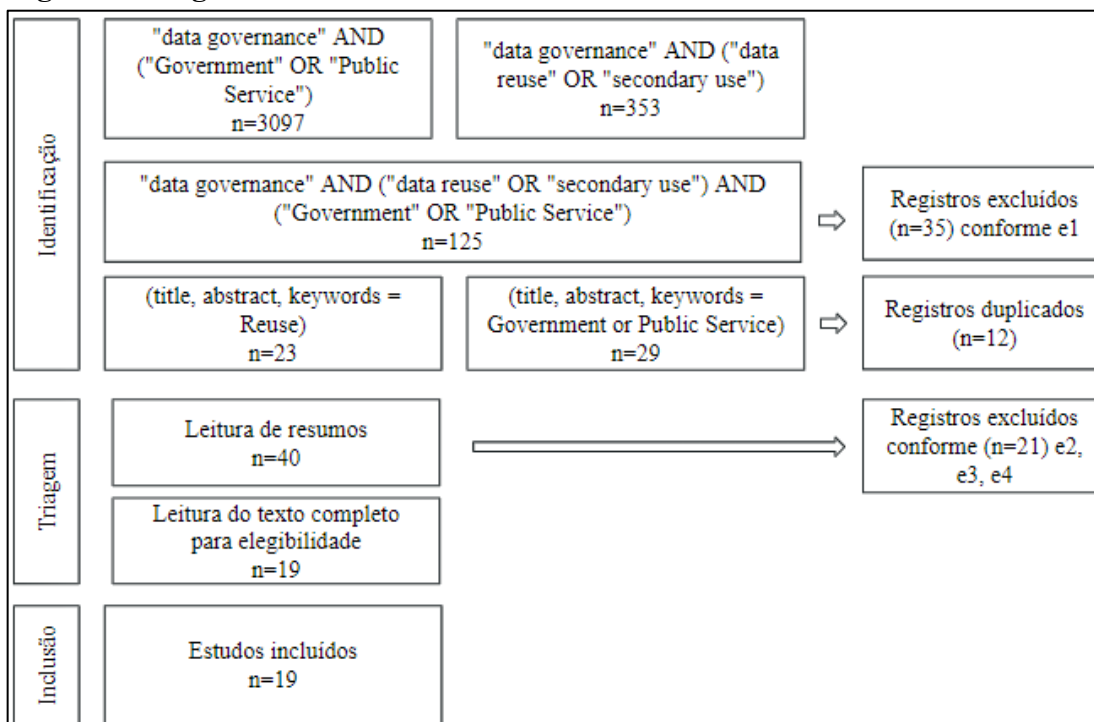 Identificação
"data governance" AND
("Government" OR "Public
Service")
n=3097
"data governance" AND ("data
reuse" OR "secondary use")
n=353
"data governance" AND ("data reuse" OR "secondary use") AND
("Government" OR "Public Service")
n=125
Registros excluídos
(n=35) conforme e1
(title, abstract, keywords =
Reuse)
n=23
(title, abstract, keywords =
Government or Public Service)
n=29
Registros duplicados
(n=12)
Triagem
Leitura de resumos
n=40
Registros excluídos
conforme (n=21) e2,
e3, e4
Leitura do texto completo
para elegibilidade
n=19
Inclusão
Estudos incluídos
n=19